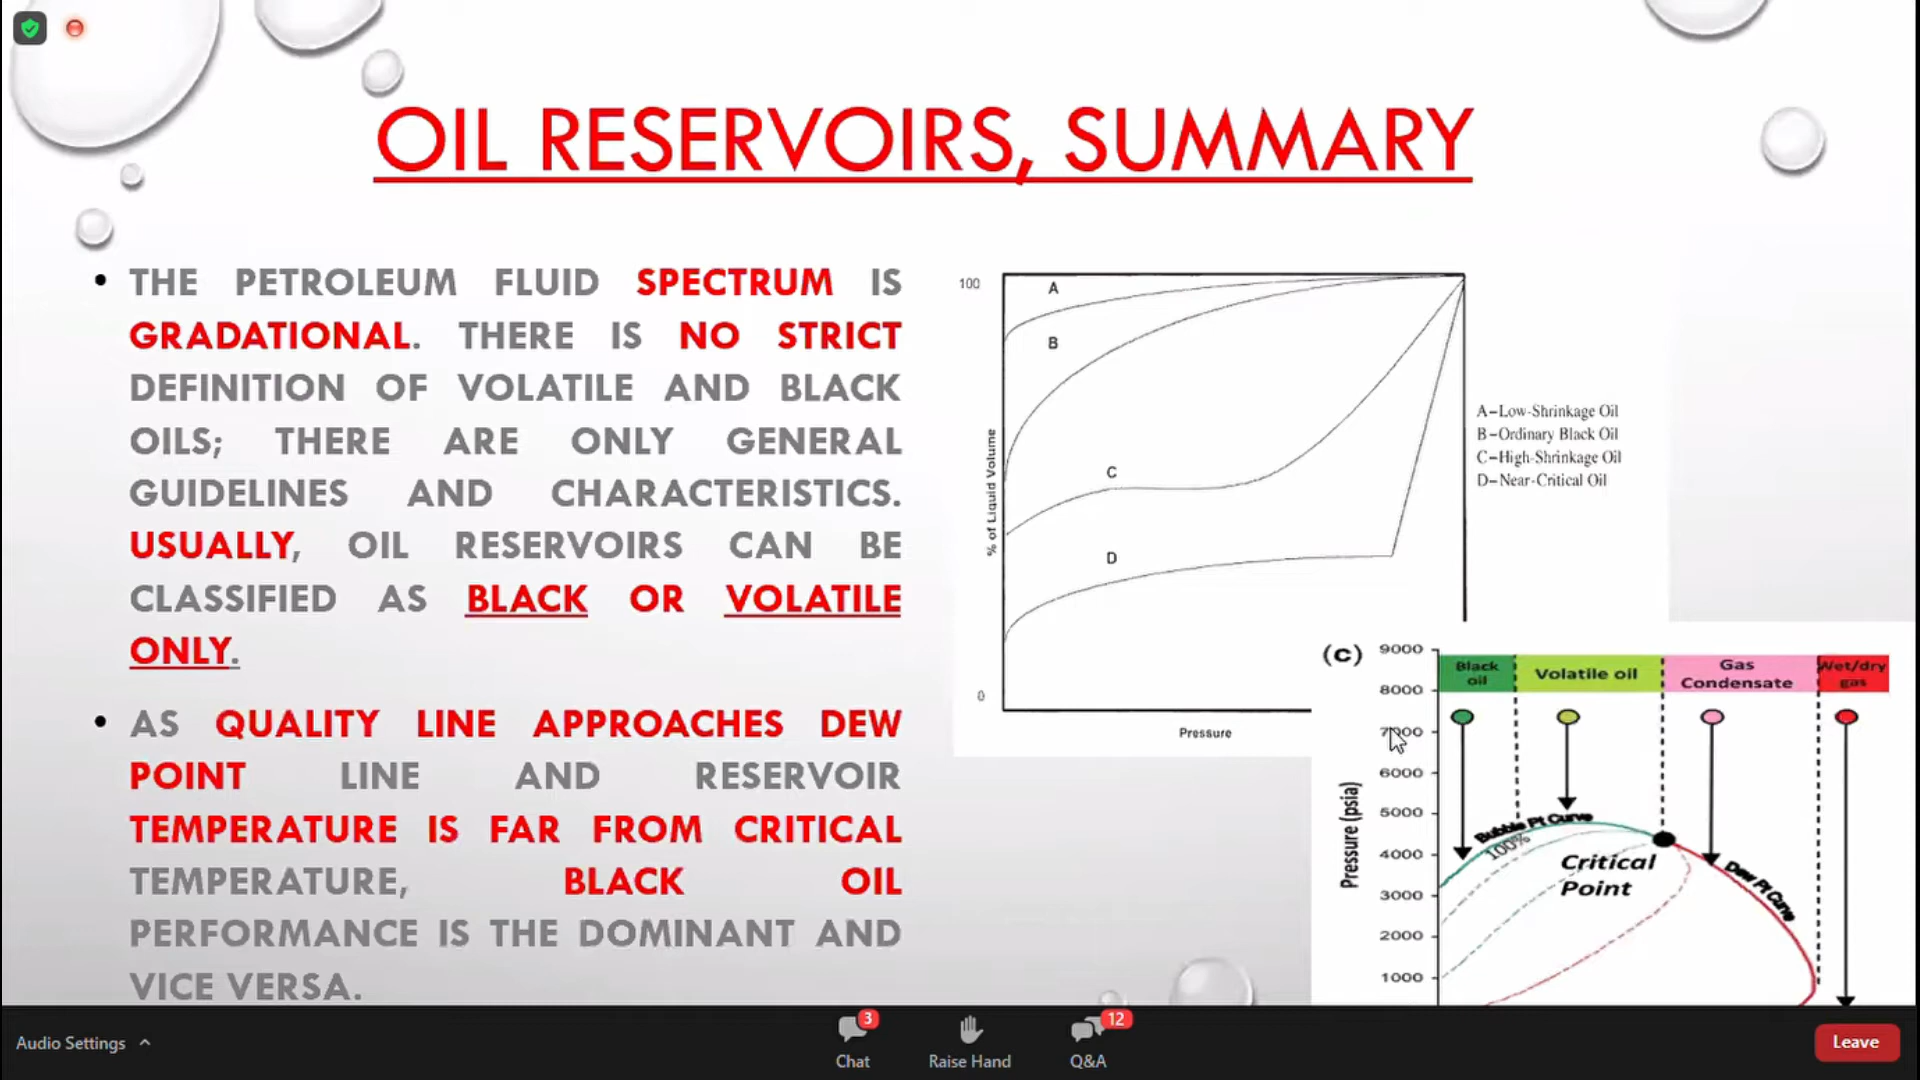 OIL RESERVOIRS, SUMMARY
• THE PETROLEUM FLUID SPECTRUM IS
GRADATIONAL. THERE IS NO STRICT
DEFINITION OF VOLATILE AND BLACK
OILS; THERE ARE ONLY GENERAL
GUIDELINES AND CHARACTERISTICS.
USUALLY, OIL RESERVOIRS CAN BE
CLASSIFIED AS BLACK OR VOLATILE
ONLY.
• AS QUALITY LINE APPROACHES DEW
POINT LINE AND RESERVOIR
TEMPERATURE IS FAR FROM CRITICAL
TEMPERATURE, BLACK OIL
PERFORMANCE IS THE DOMINANT AND
VICE VERSA.
100
A
B
C
D
0
% of Liquid Volume
Pressure
A–Low-Shrinkage Oil
B–Ordinary Black Oil
C–High-Shrinkage Oil
D–Near-Critical Oil
(c)
9000
8000
7000
6000
5000
4000
3000
2000
1000
Pressure (psia)
Black
oil
Volatile oil
Gas
Condensate
Wet/dry
gas
Bubble Pt Curve
100%
Critical
Point
Dew Pt Curve
Audio Settings
3
Chat
Raise Hand
12
Q&A
Leave